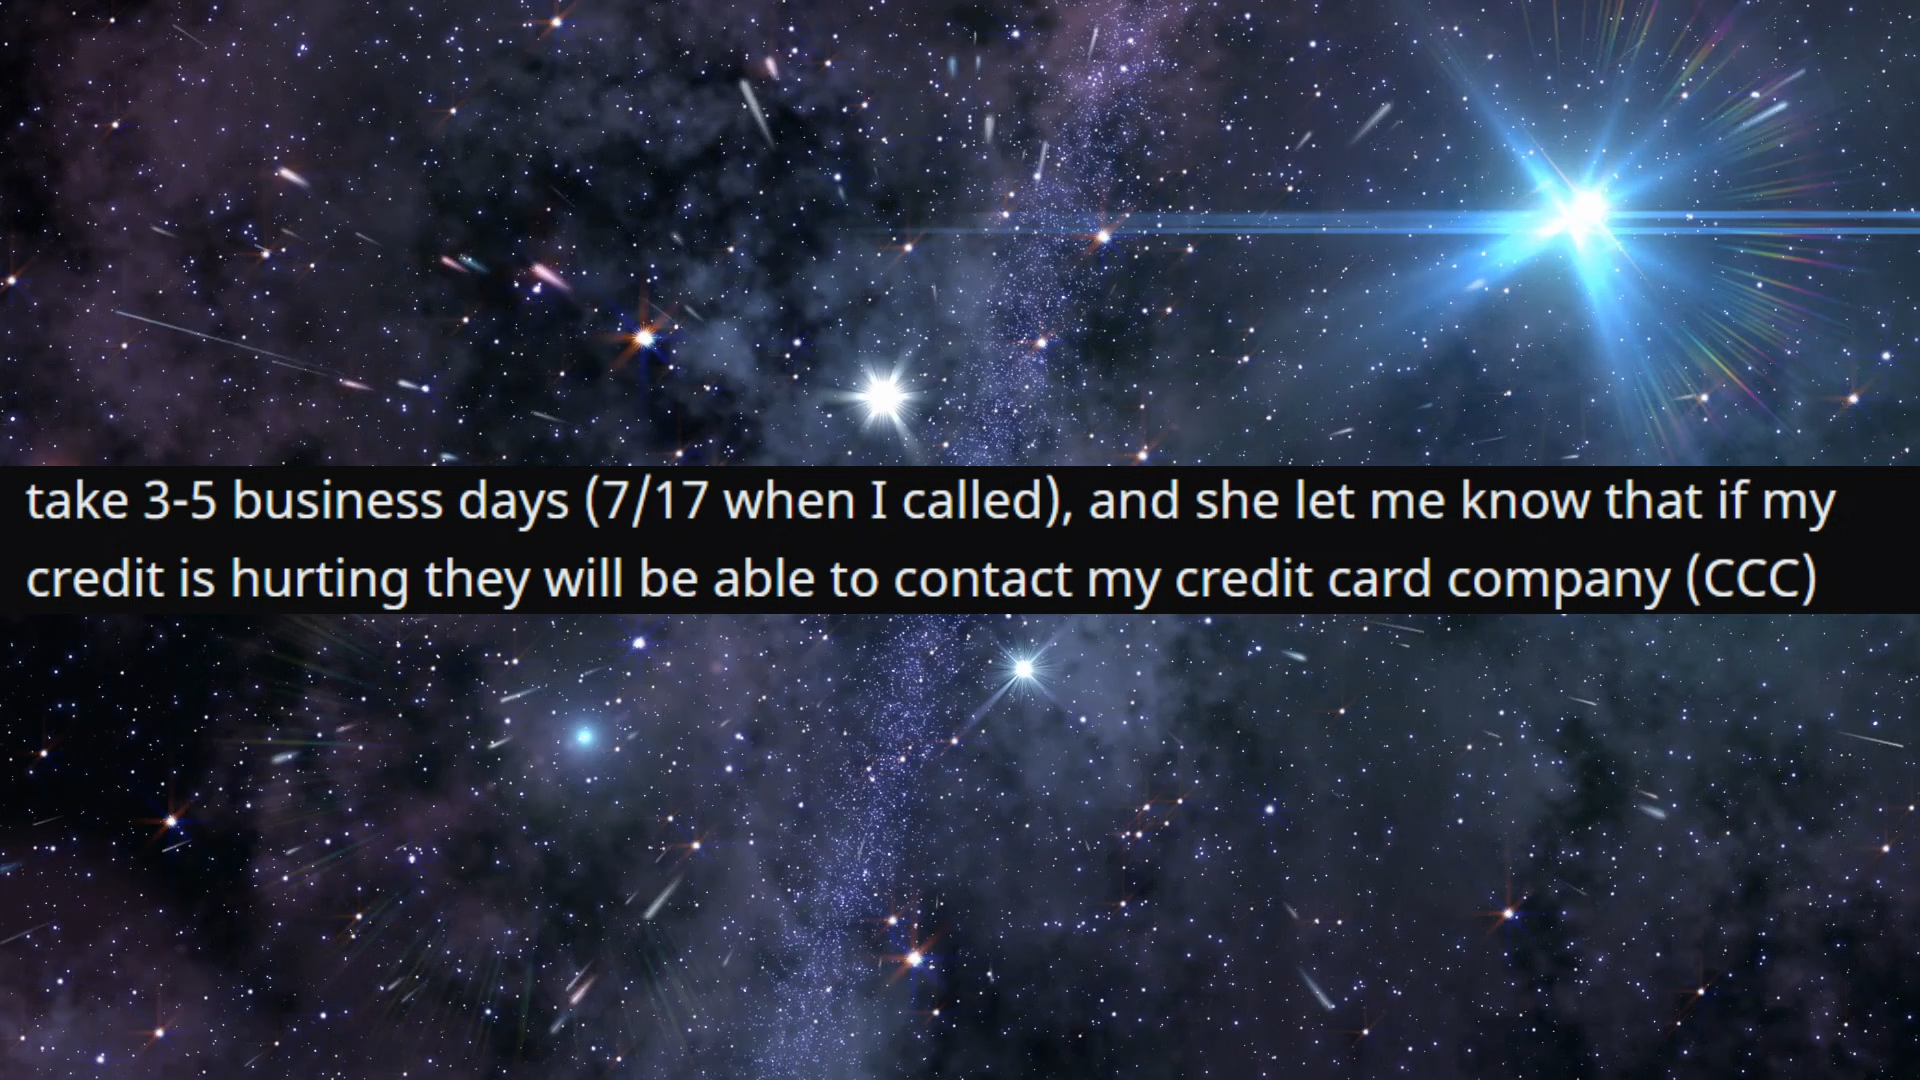 take 3-5 business days (7/17 when I called), and she let me know that if my
credit is hurting they will be able to contact my credit card company (CCC)